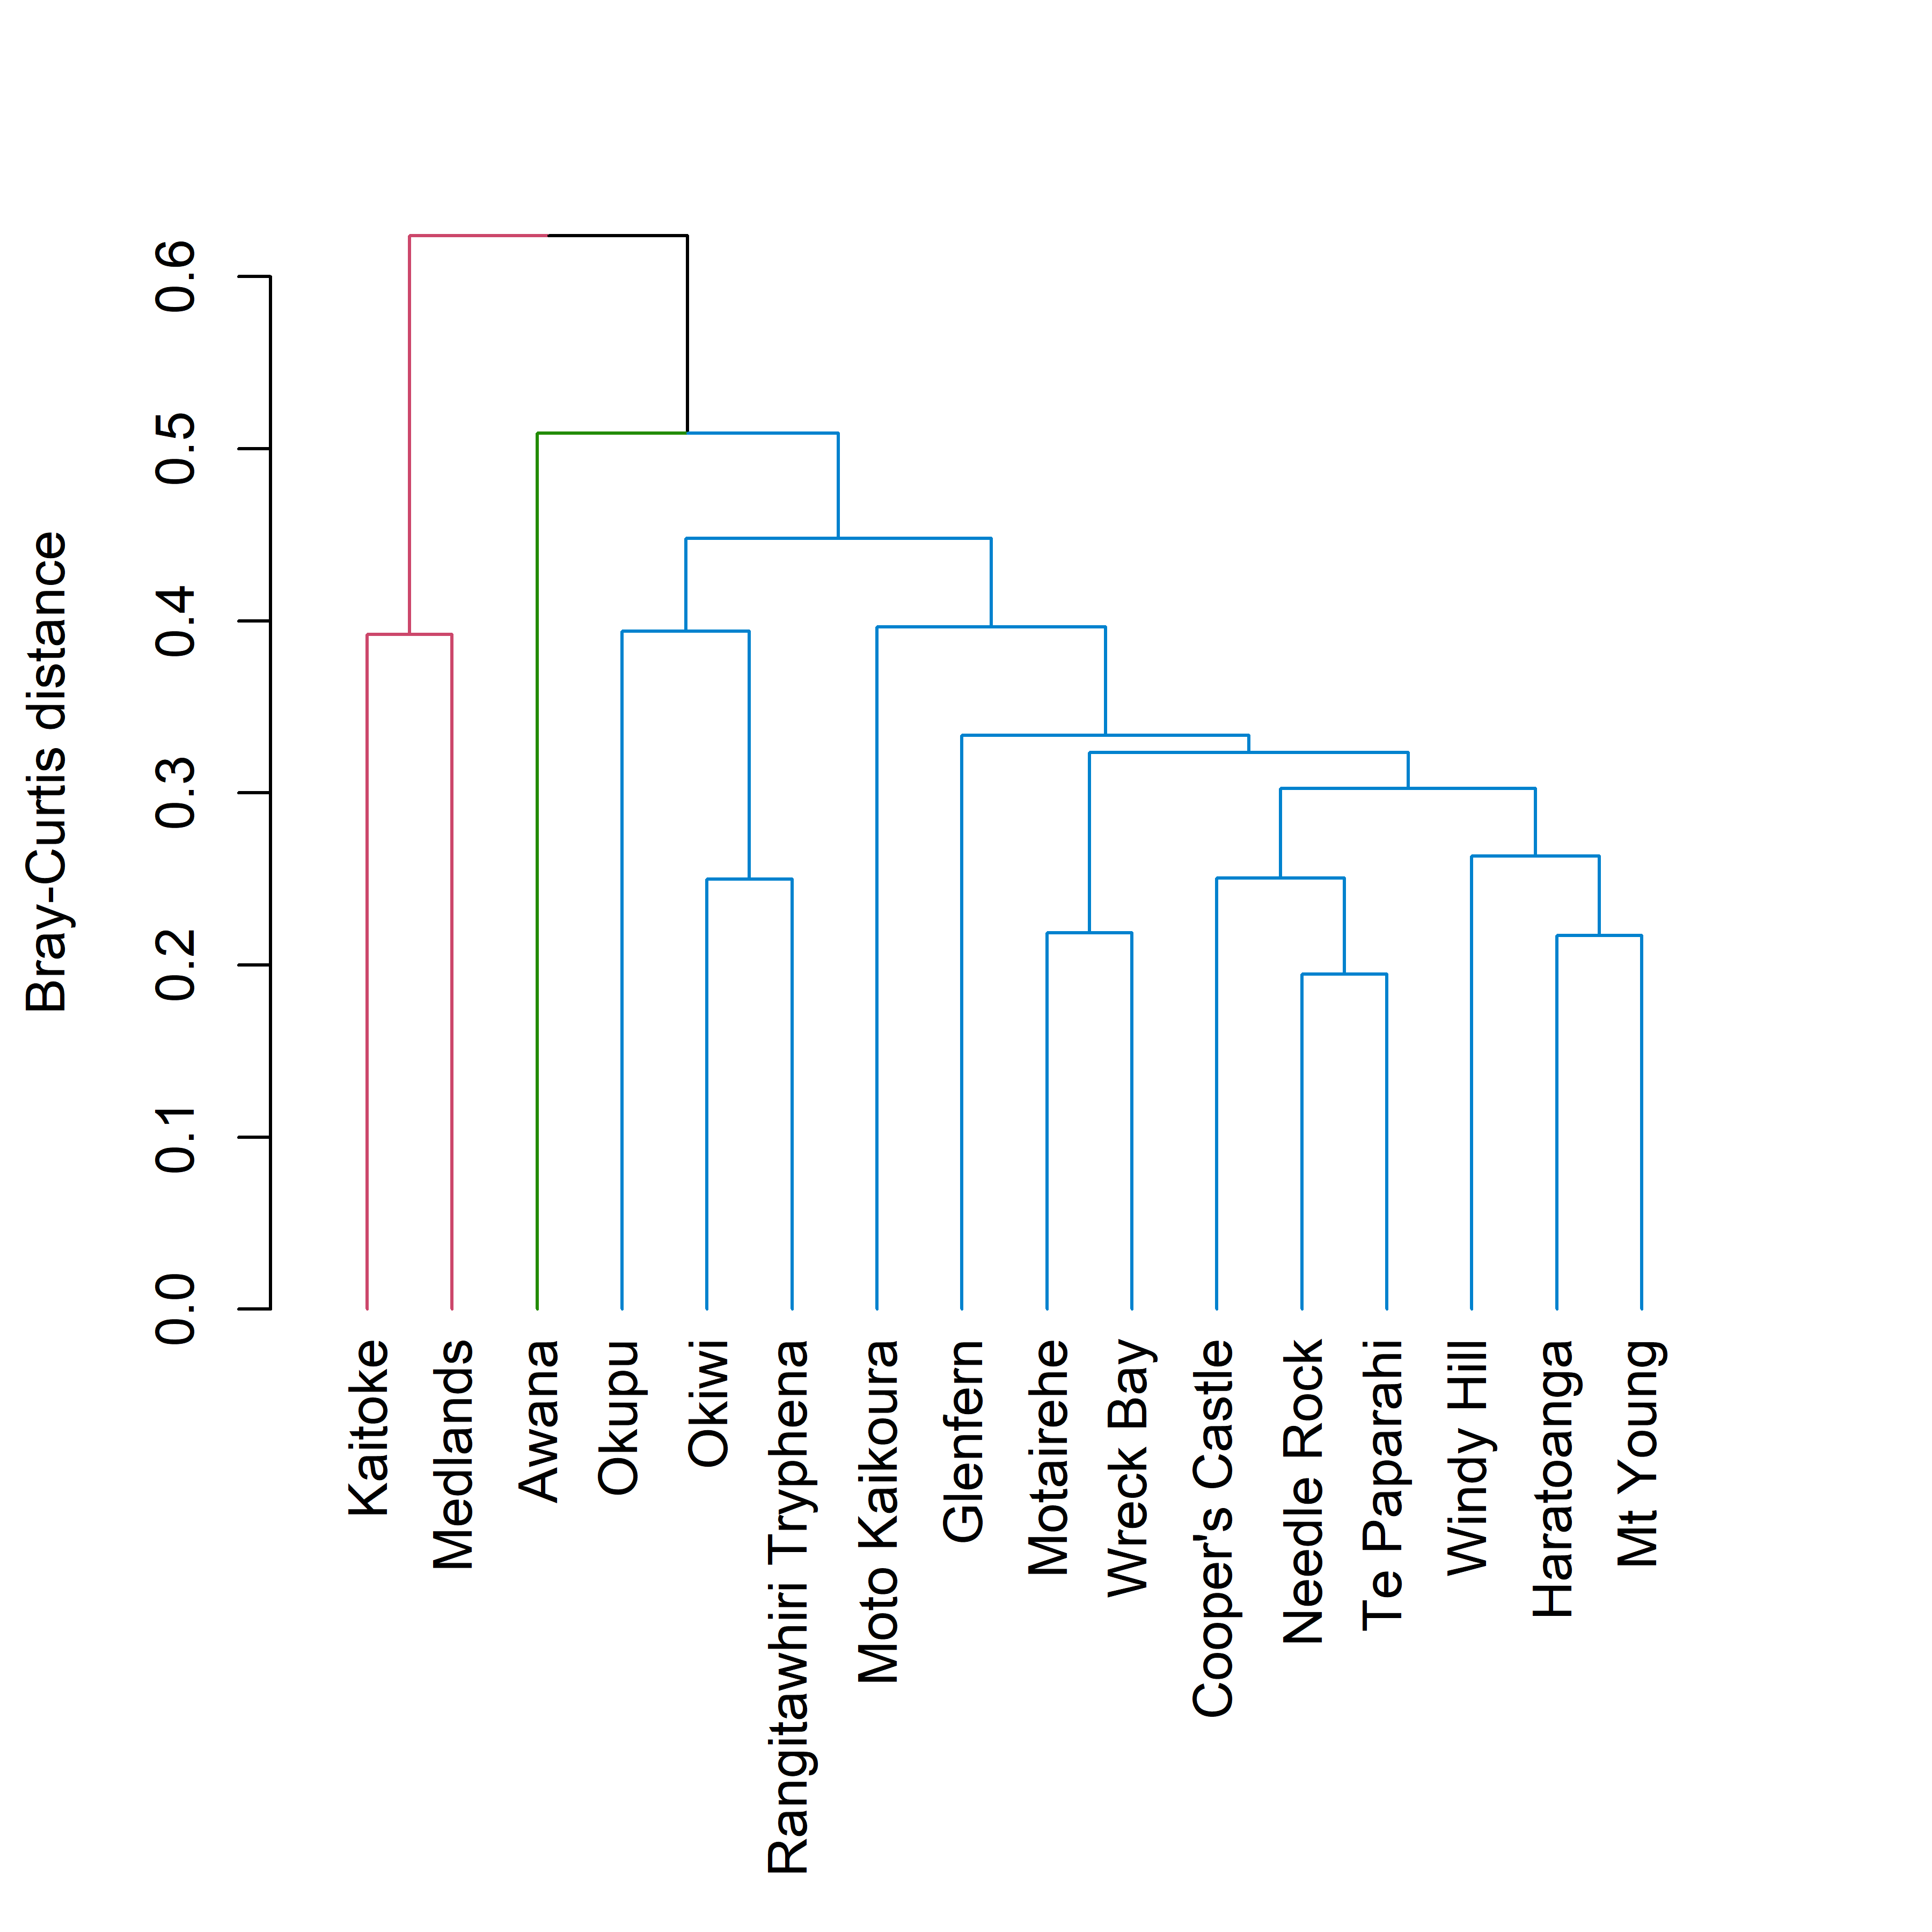 Bray-Curtis distance
0.6
0.5
0.4
0.3
0.2
0.1
0.0
Kaitoke
Medlands
Awana
Okupu
Okiwi
Rangitawhiri Tryphena
Moto Kaikoura
Glenfern
Motairehe
Wreck Bay
Cooper's Castle
Needle Rock
Te Paparahi
Windy Hill
Haratoanga
Mt Young